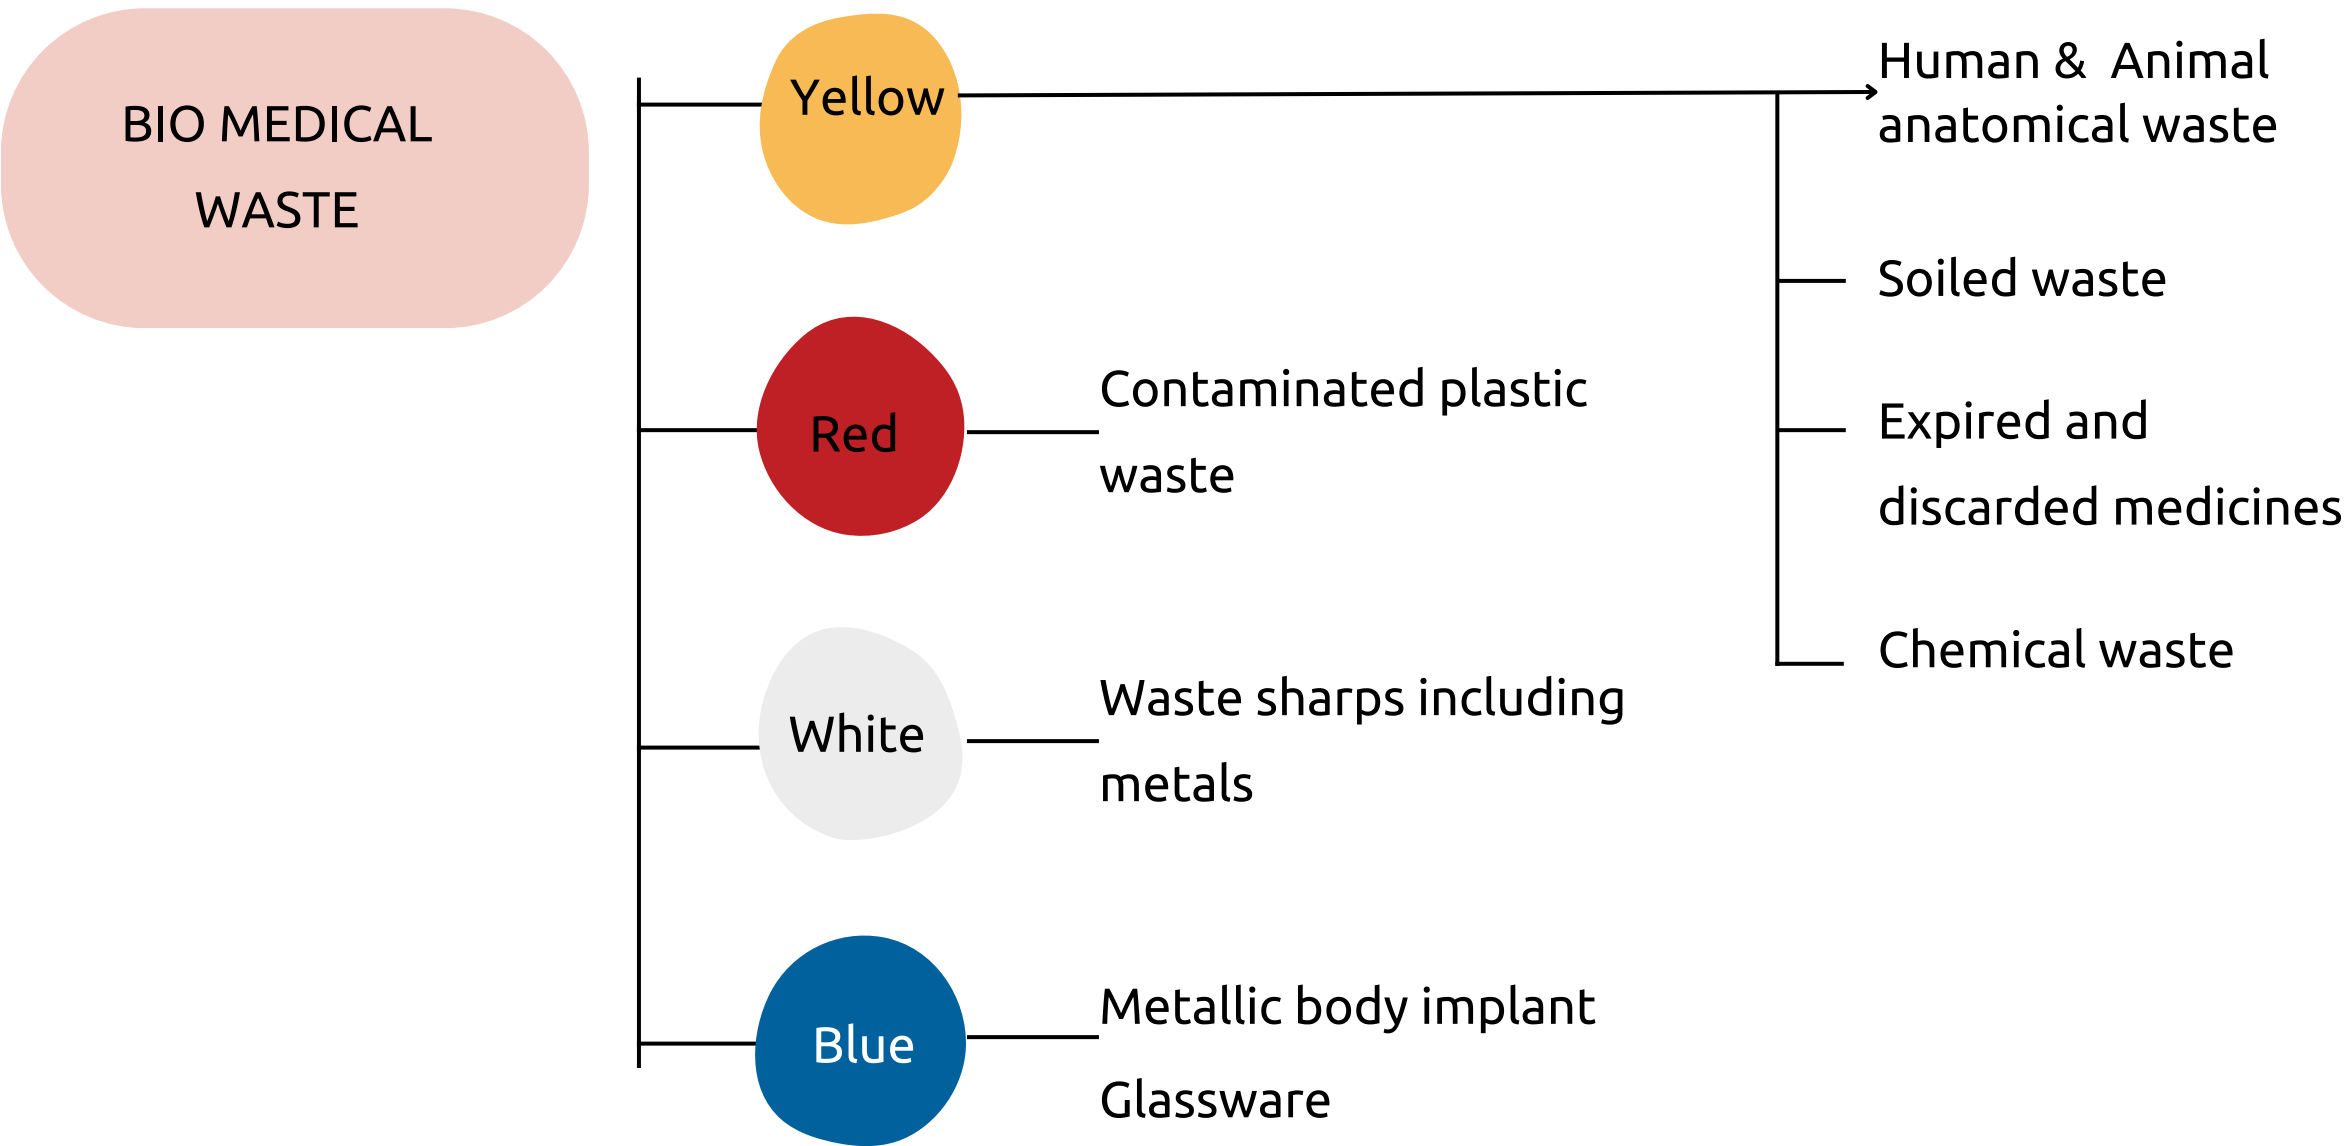 BIO MEDICAL
WASTE
Yellow
Human &  Animal
anatomical waste
Soiled waste
Expired and
discarded medicines
Chemical waste
Red
Contaminated plastic
waste
White
Waste sharps including
metals
Blue
Metallic body implant
Glassware